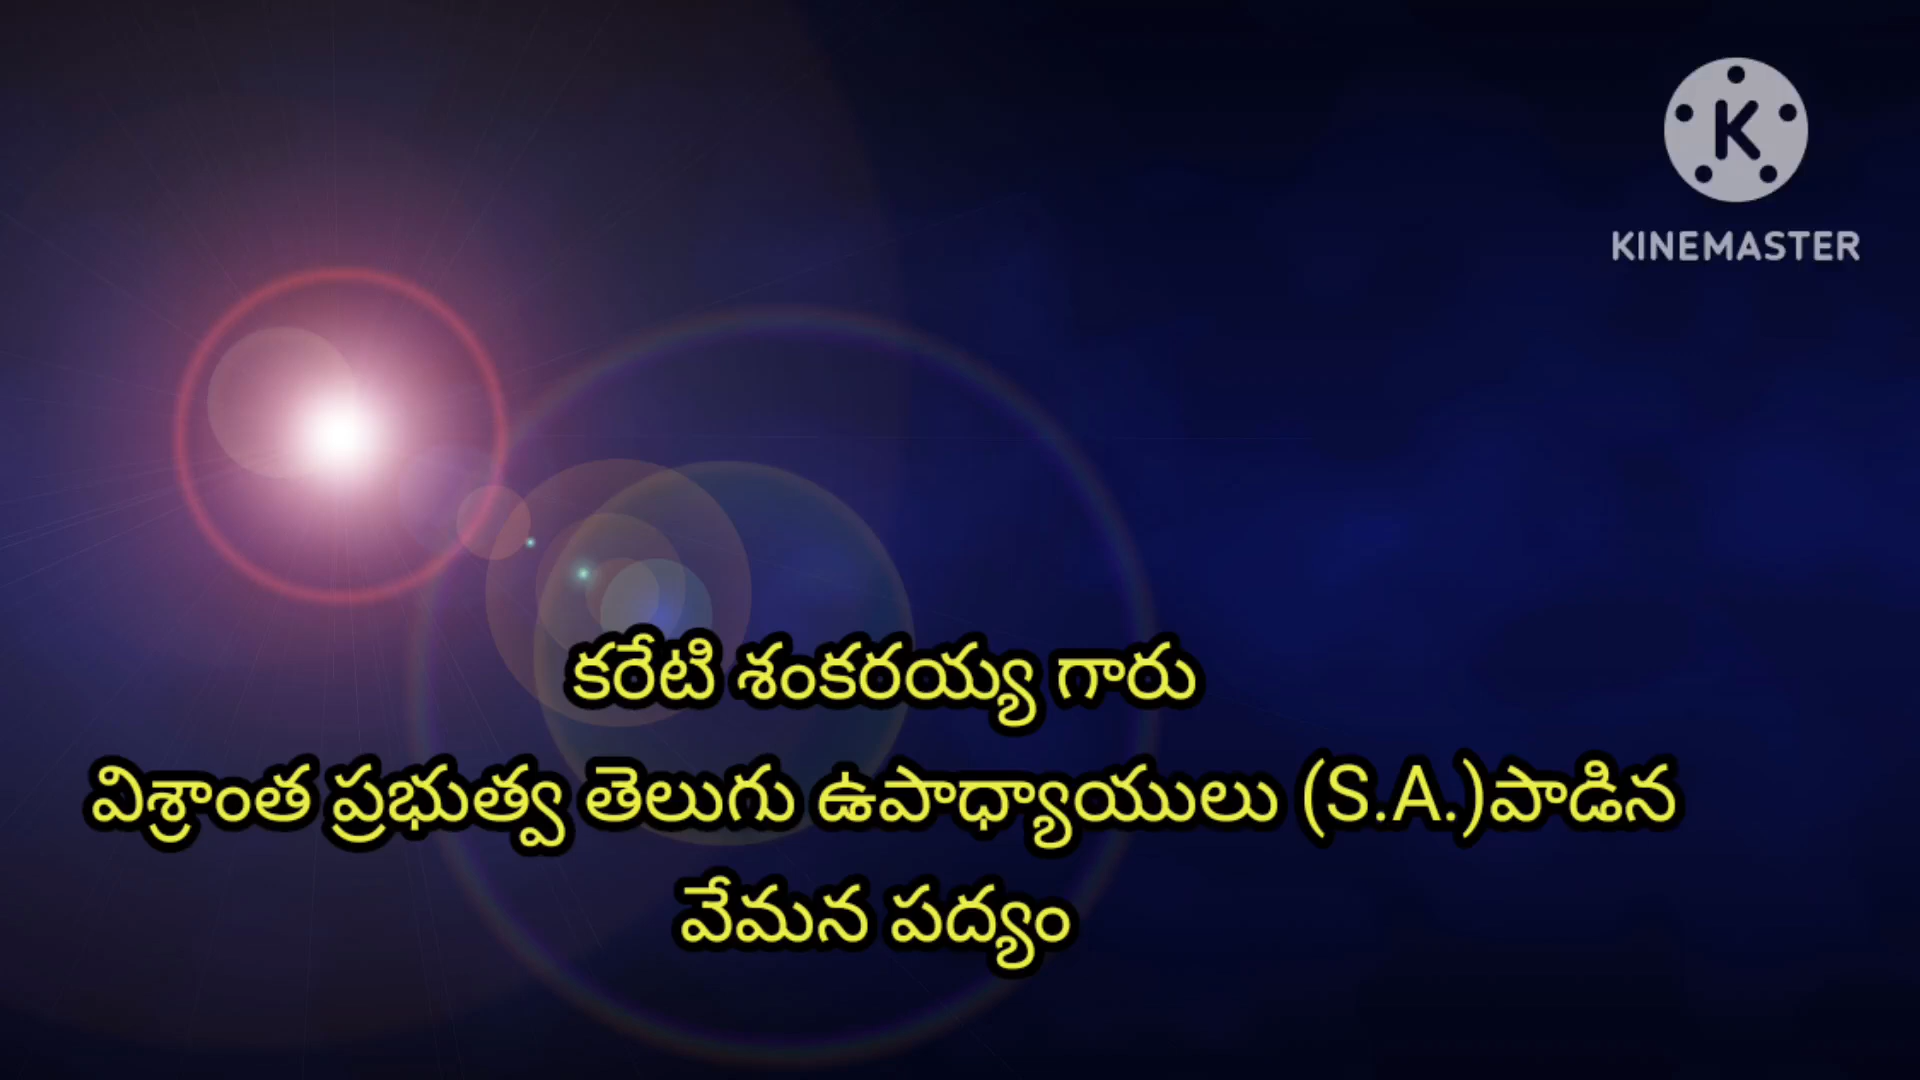 KINEMASTER
కరేటి శంకరయ్య గారు
విశ్రాంత ప్రభుత్వ తెలుగు ఉపాధ్యాయులు (S.A.)పాడిన
వేమన పద్యం